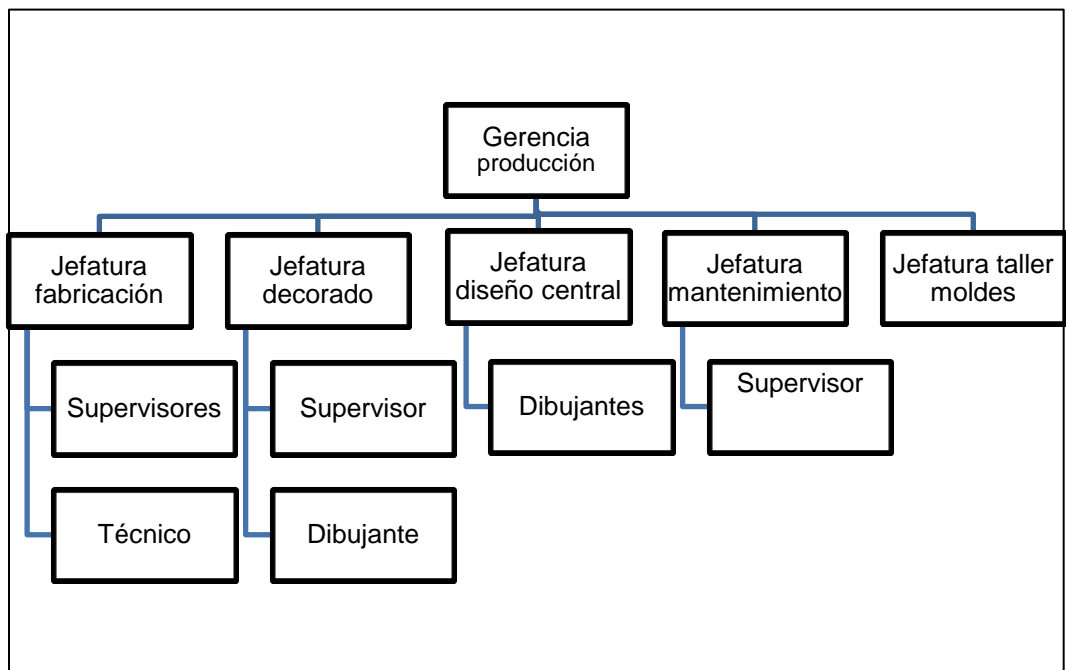 Gerencia
producción
Jefatura
fabricación
Jefatura
decorado
Jefatura
diseño central
Jefatura
mantenimiento
Jefatura taller
moldes
Supervisores
Supervisor
Dibujantes
Supervisor
Técnico
Dibujante